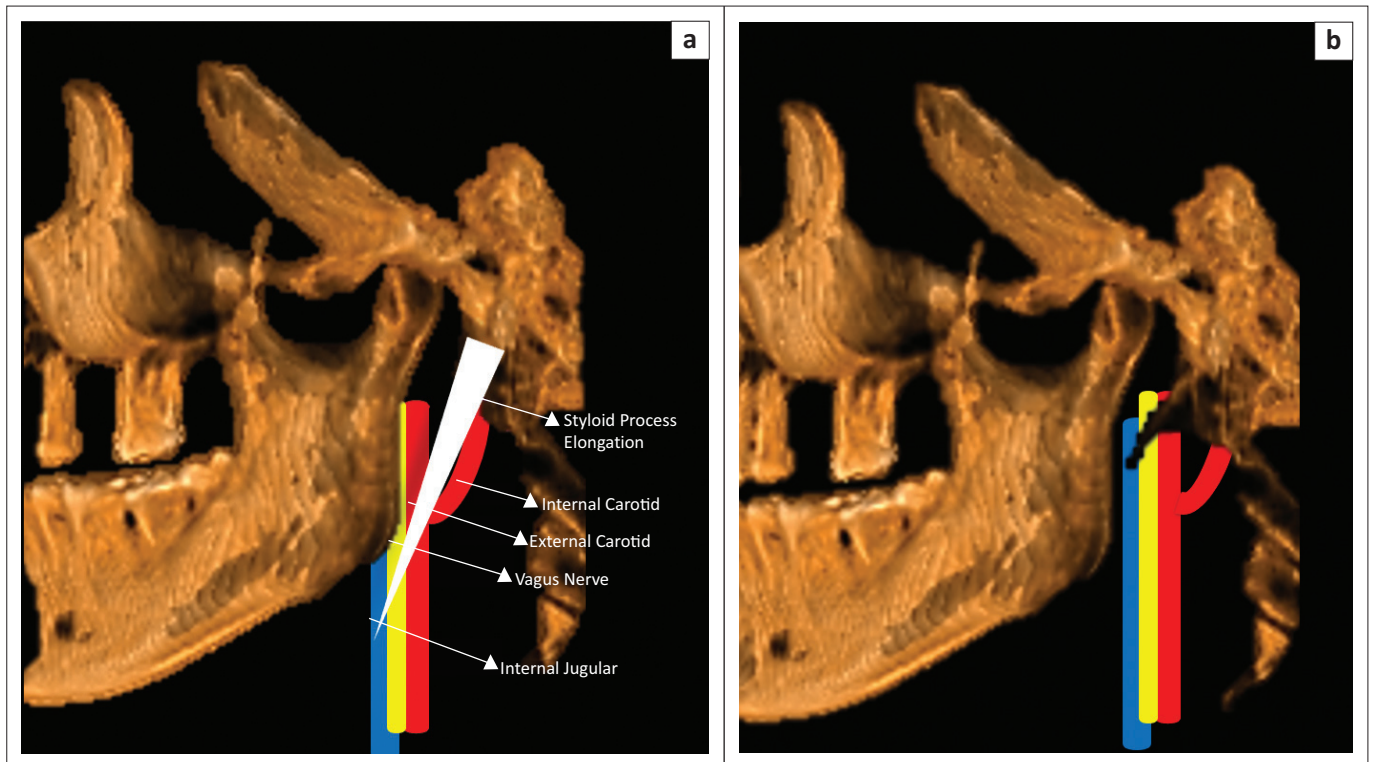 a
b
Styloid Process
Elongation
Internal Carotid
External Carotid
Vagus Nerve
Internal Jugular